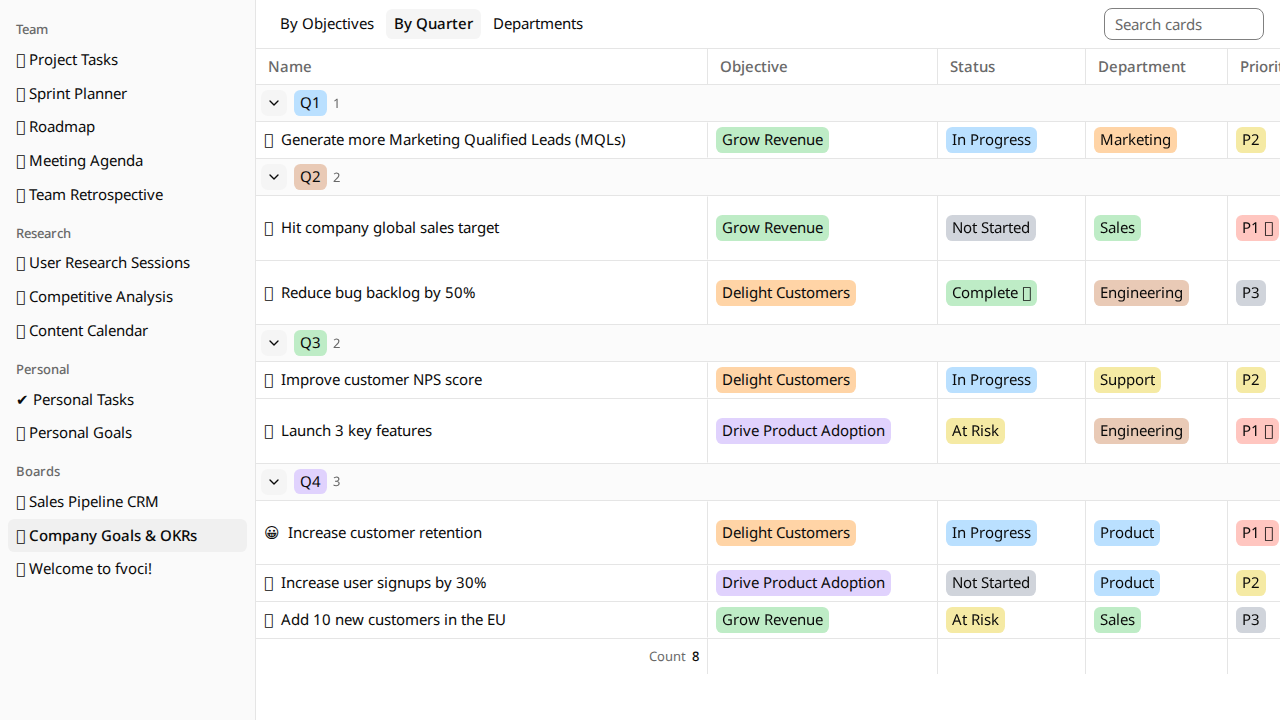 Team
Project Tasks
Sprint Planner
Roadmap
Meeting Agenda
Team Retrospective
Research
User Research Sessions
Competitive Analysis
Content Calendar
Personal
✔ Personal Tasks
Personal Goals
Boards
Sales Pipeline CRM
Company Goals & OKRs
Welcome to fvoci!
By Objectives By Quarter Departments Search cards
Name Objective Status Department Priorit
Q1 1
Generate more Marketing Qualified Leads (MQLs) Grow Revenue In Progress Marketing P2
Q2 2
Hit company global sales target Grow Revenue Not Started Sales P1
Reduce bug backlog by 50% Delight Customers Complete Engineering P3
Q3 2
Improve customer NPS score Delight Customers In Progress Support P2
Launch 3 key features Drive Product Adoption At Risk Engineering P1
Q4 3
😀 Increase customer retention Delight Customers In Progress Product P1
Increase user signups by 30% Drive Product Adoption Not Started Product P2
Add 10 new customers in the EU Grow Revenue At Risk Sales P3
Count 8